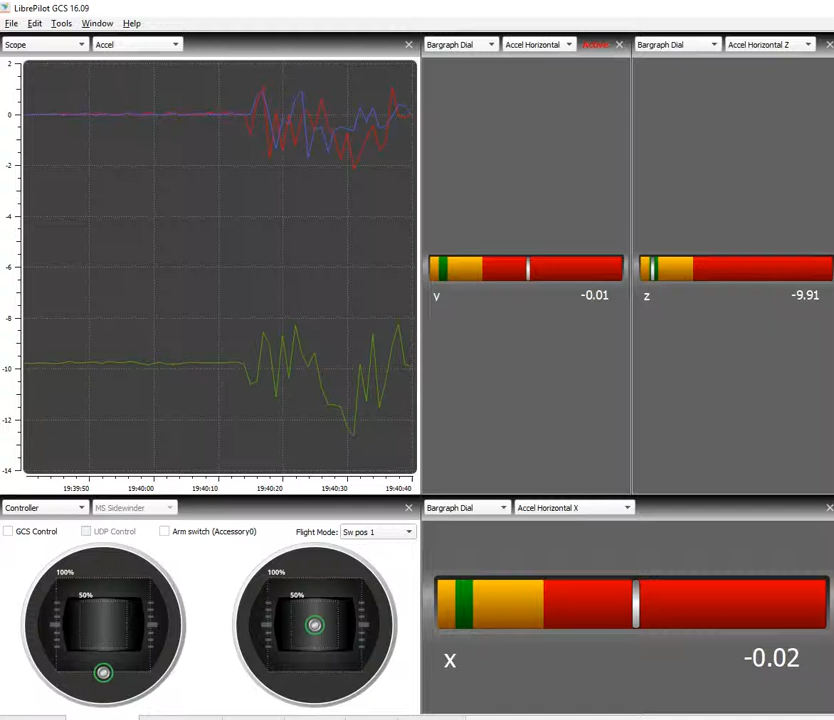 LibrePilot GCS 16.09
File Edit Tools Window Help
Scope Accel
Bargraph Dial Accel Horizontal Active
Bargraph Dial Accel Horizontal Z
2
0
-2
-4
-6
-8
-10
-12
-14
19:39:50 19:40:00 19:40:10 19:40:20 19:40:30 19:40:40
-0.01
z -9.91
Controller MS Sidewinder
GCS Control UDP Control Arm switch (Accessory0) Flight Mode: Sw pos 1
100%
50%
100%
50%
Bargraph Dial Accel Horizontal X
x -0.02